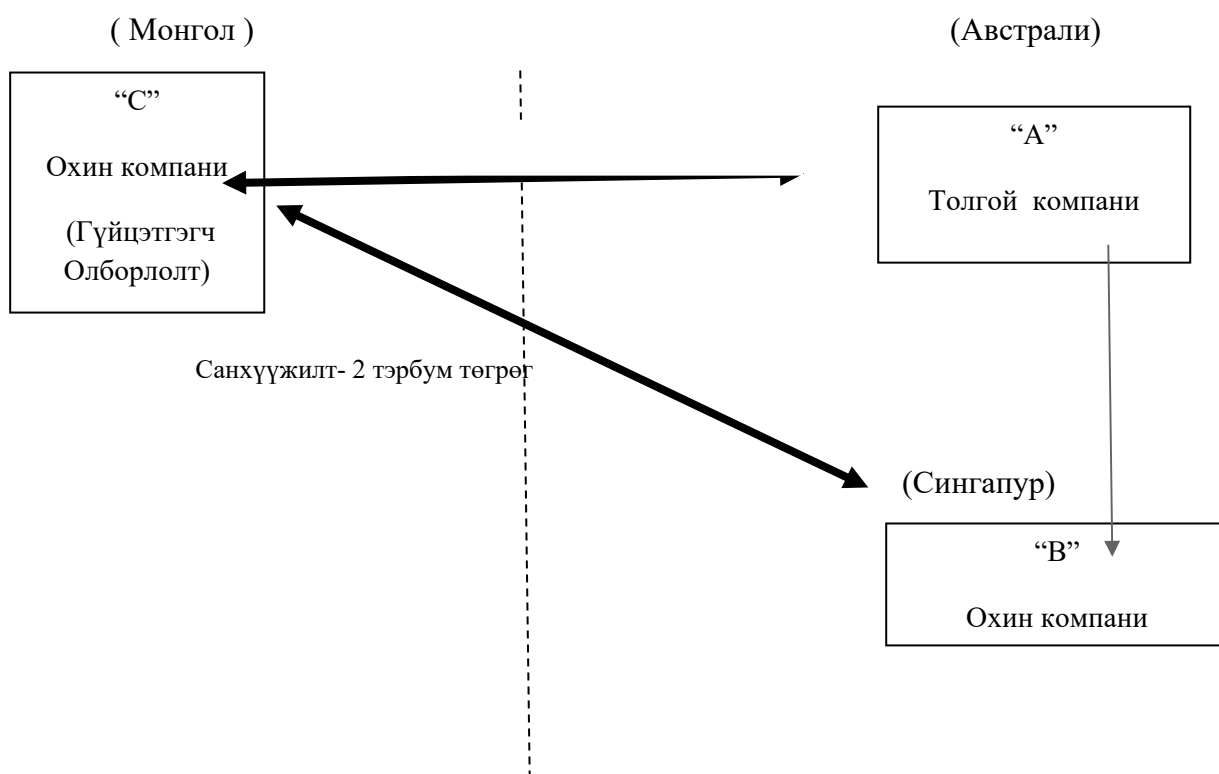 ( Монгол )
(Австрали)
“С”
Охин компани
(Гүйцэтгэгч
Олборлолт)
“А”
Толгой компани
Санхүүжилт- 2 тэрбум төгрөг
(Сингапур)
“В”
Охин компани